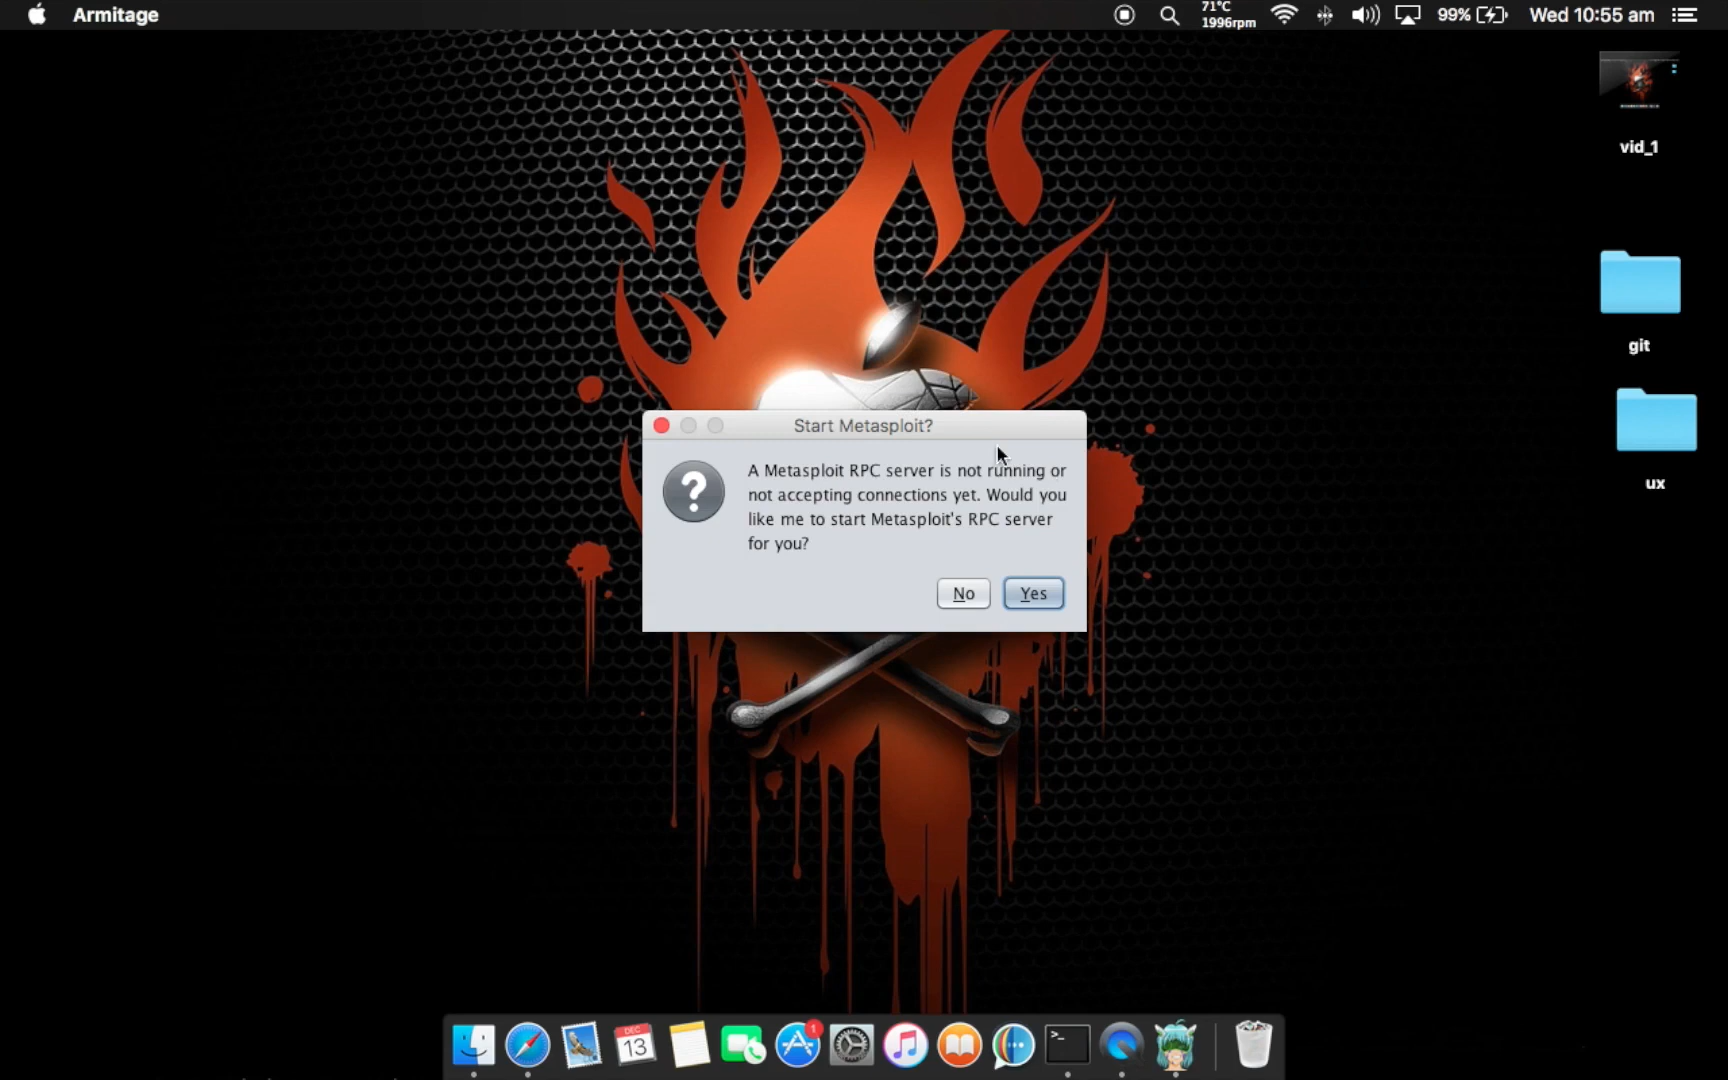 Armitage
71°C
1996rpm
99%
Wed 10:55 am
vid_1
git
ux
Start Metasploit?
A Metasploit RPC server is not running or
not accepting connections yet. Would you
like me to start Metasploit's RPC server
for you?
No
Yes
DEC
13
1
>_